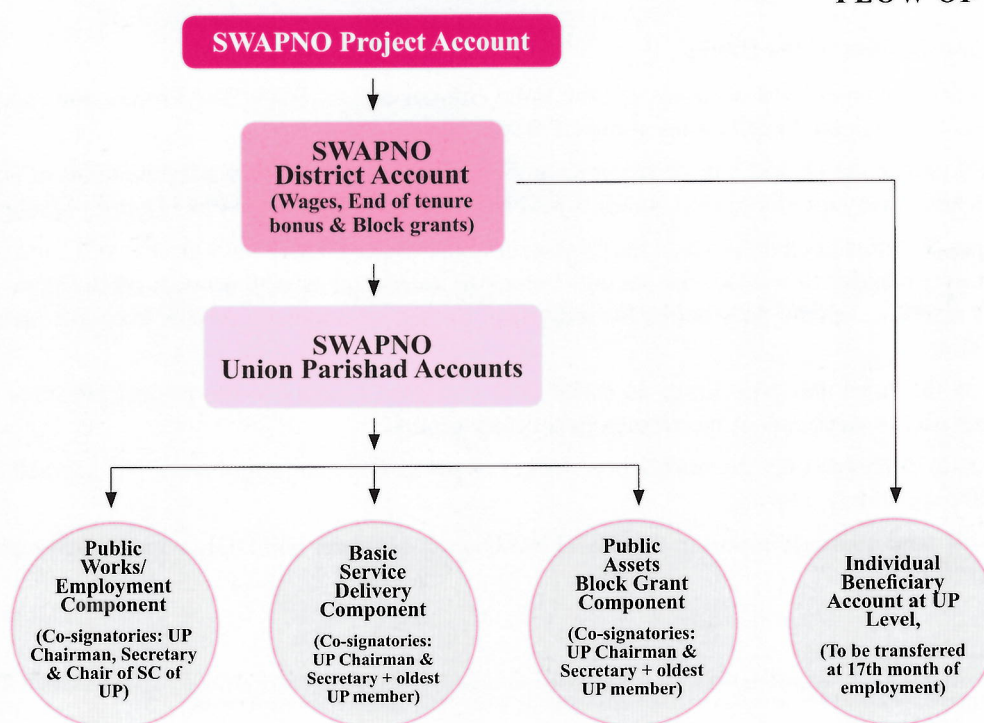 SWAPNO Project Account
SWAPNO
District Account
(Wages, End of tenure
bonus & Block grants)
SWAPNO
Union Parishad Accounts
Public
Works/
Employment
Component
(Co-signatories: UP
Chairman, Secretary
& Chair of SC of
UP)
Basic
Service
Delivery
Component
(Co-signatories:
UP Chairman &
Secretary + oldest
UP member)
Public
Assets
Block Grant
Component
(Co-signatories:
UP Chairman &
Secretary + oldest
UP member)
Individual
Beneficiary
Account at UP
Level,
(To be transferred
at 17th month of
employment)